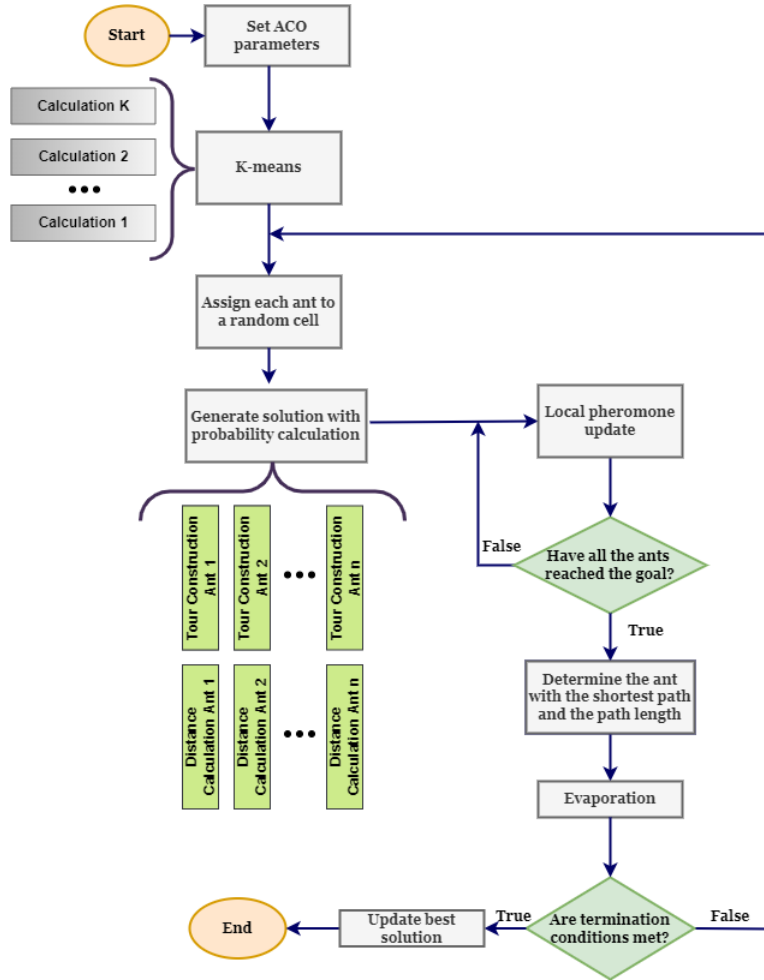 Start
Set ACO
parameters
Calculation K
Calculation 2
•••
Calculation 1
K-means
Assign each ant to
a random cell
Generate solution with
probability calculation
Local pheromone
update
Tour Construction
Ant 1
Tour Construction
Ant 2
•••
Tour Construction
Ant n
False
Have all the ants
reached the goal?
True
Distance
Calculation Ant 1
Distance
Calculation Ant 2
•••
Distance
Calculation Ant n
Determine the ant
with the shortest path
and the path length
Evaporation
Are termination
conditions met?
False
True
Update best
solution
End